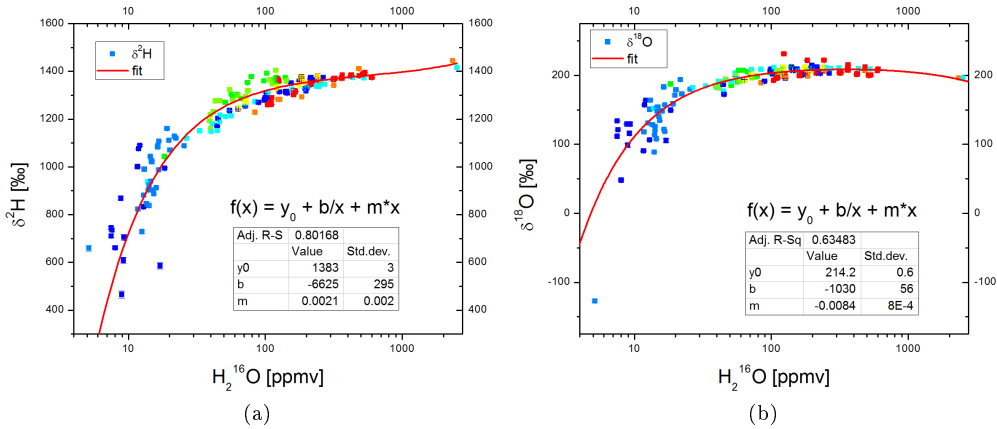 10 100 1000
1600 1600
δ²H
fit
1400 1400
1200 1200
1000 1000
800 800
600 600
400 400
δ²H [‰]
f(x) = y₀ + b/x + m*x
Adj. R-S 0.80168
Value Std.dev.
y0 1383 3
b -6625 295
m 0.0021 0.002
10 100 1000
H₂¹⁶O [ppmv]
(a)
10 100 1000
δ¹⁸O
fit
200 200
100 100
0 0
-100 -100
δ¹⁸O [‰]
f(x) = y₀ + b/x + m*x
Adj. R-Sq 0.63483
Value Std.dev.
y0 214.2 0.6
b -1030 56
m -0.0084 8E-4
10 100 1000
H₂¹⁶O [ppmv]
(b)